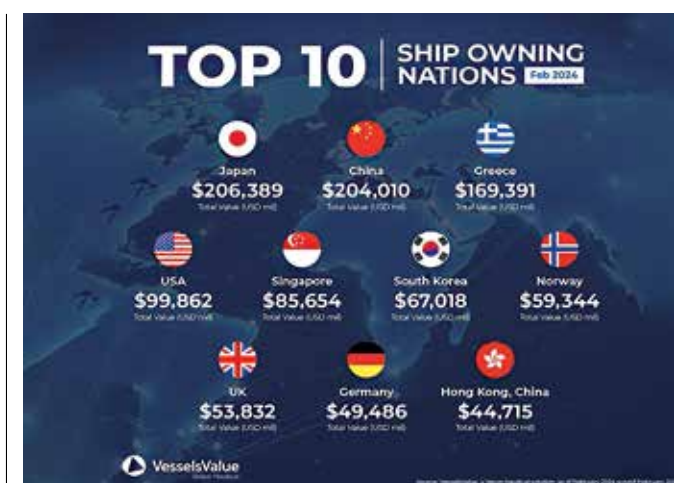 TOP 10
SHIP OWNING
NATIONS Feb 2024
Japan
$206,389
Total Value (USD mil)
China
$204,010
Total Value (USD mil)
Greece
$169,391
Total Value (USD mil)
USA
$99,862
Total Value (USD mil)
Singapore
$85,654
Total Value (USD mil)
South Korea
$67,018
Total Value (USD mil)
Norway
$59,344
Total Value (USD mil)
UK
$53,832
Total Value (USD mil)
Germany
$49,486
Total Value (USD mil)
Hong Kong, China
$44,715
Total Value (USD mil)
VesselsValue